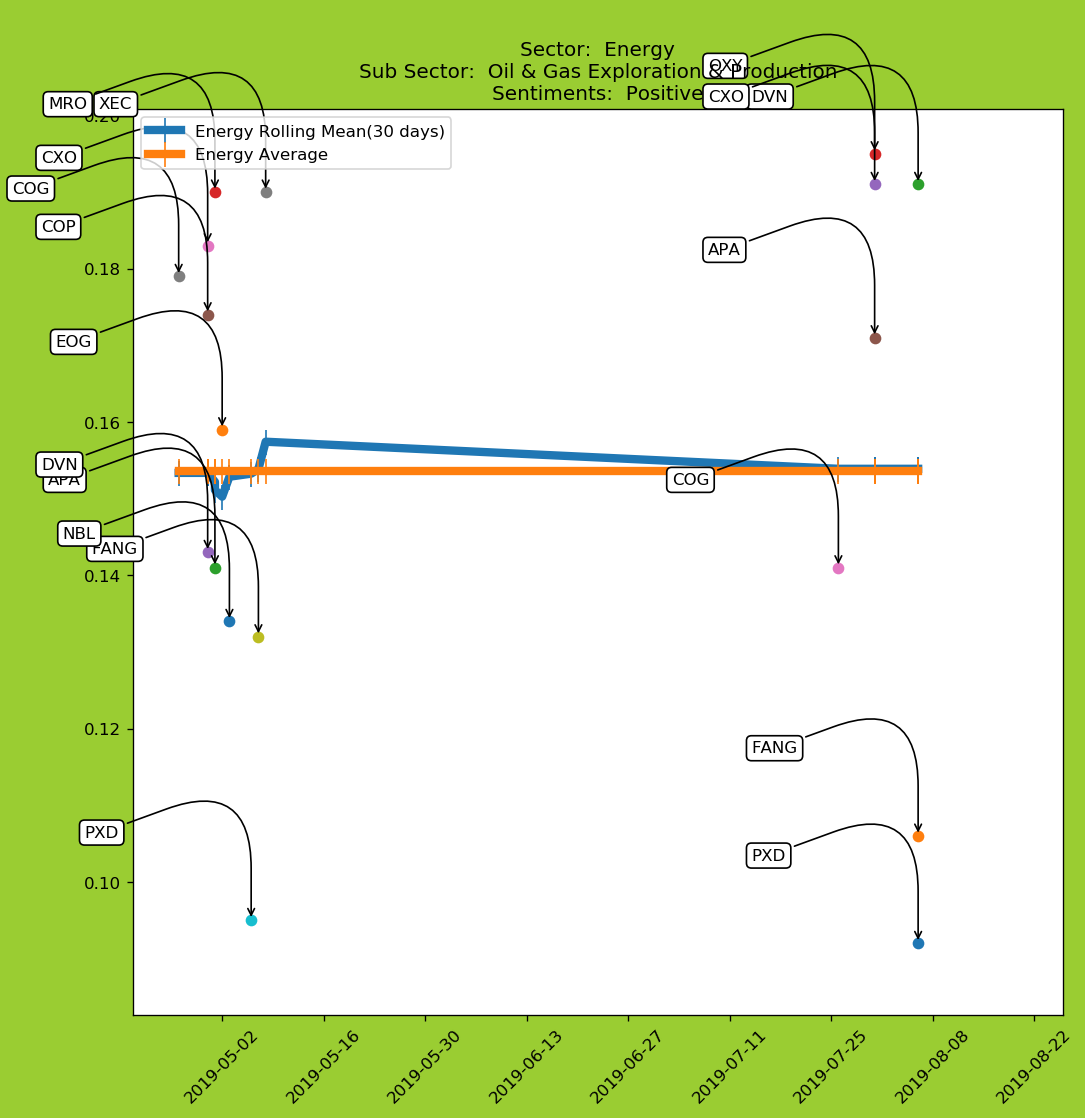 Sector:  Energy
Sub Sector:  Oil & Gas Exploration & Production
Sentiments:  Positive
OXY
CXO
DVN
MRO
XEC
0.20
Energy Rolling Mean(30 days)
Energy Average
CXO
COG
COP
APA
0.18
EOG
0.16
DVN
APA
COG
NBL
FANG
0.14
0.12
FANG
PXD
PXD
0.10
2019-05-02
2019-05-16
2019-05-30
2019-06-13
2019-06-27
2019-07-11
2019-07-25
2019-08-08
2019-08-22